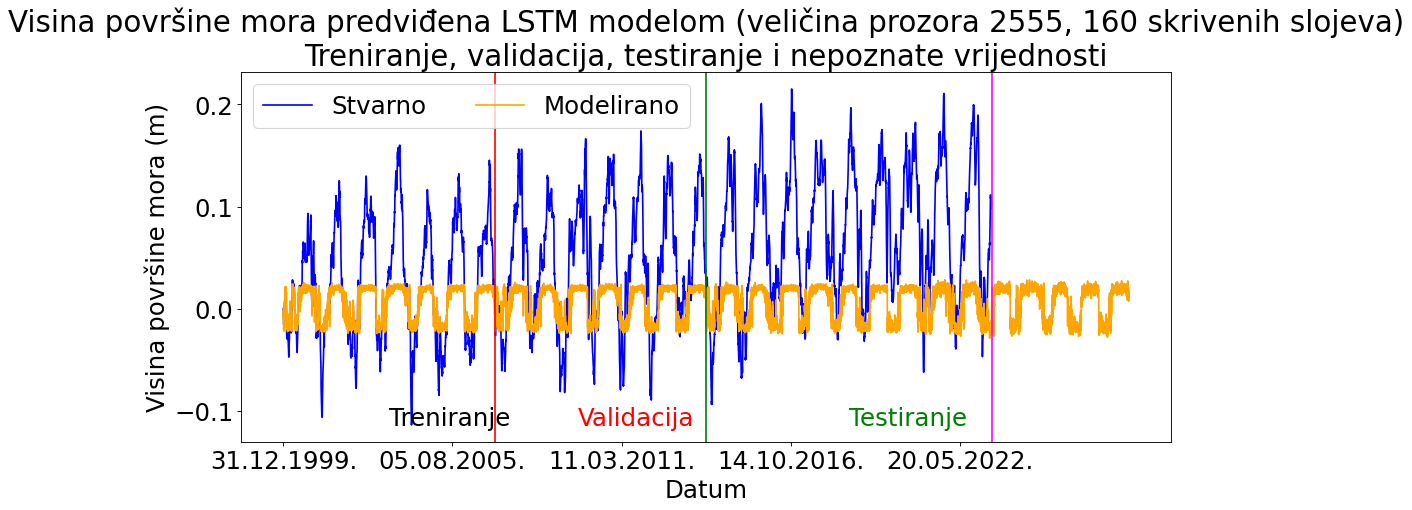 Visina površine mora predviđena LSTM modelom (veličina prozora 2555, 160 skrivenih slojeva)
Treniranje, validacija, testiranje i nepoznate vrijednosti
Stvarno Modelirano
Visina površine mora (m)
0.2
0.1
0.0
−0.1
Treniranje Validacija Testiranje
31.12.1999. 05.08.2005. 11.03.2011. 14.10.2016. 20.05.2022.
Datum